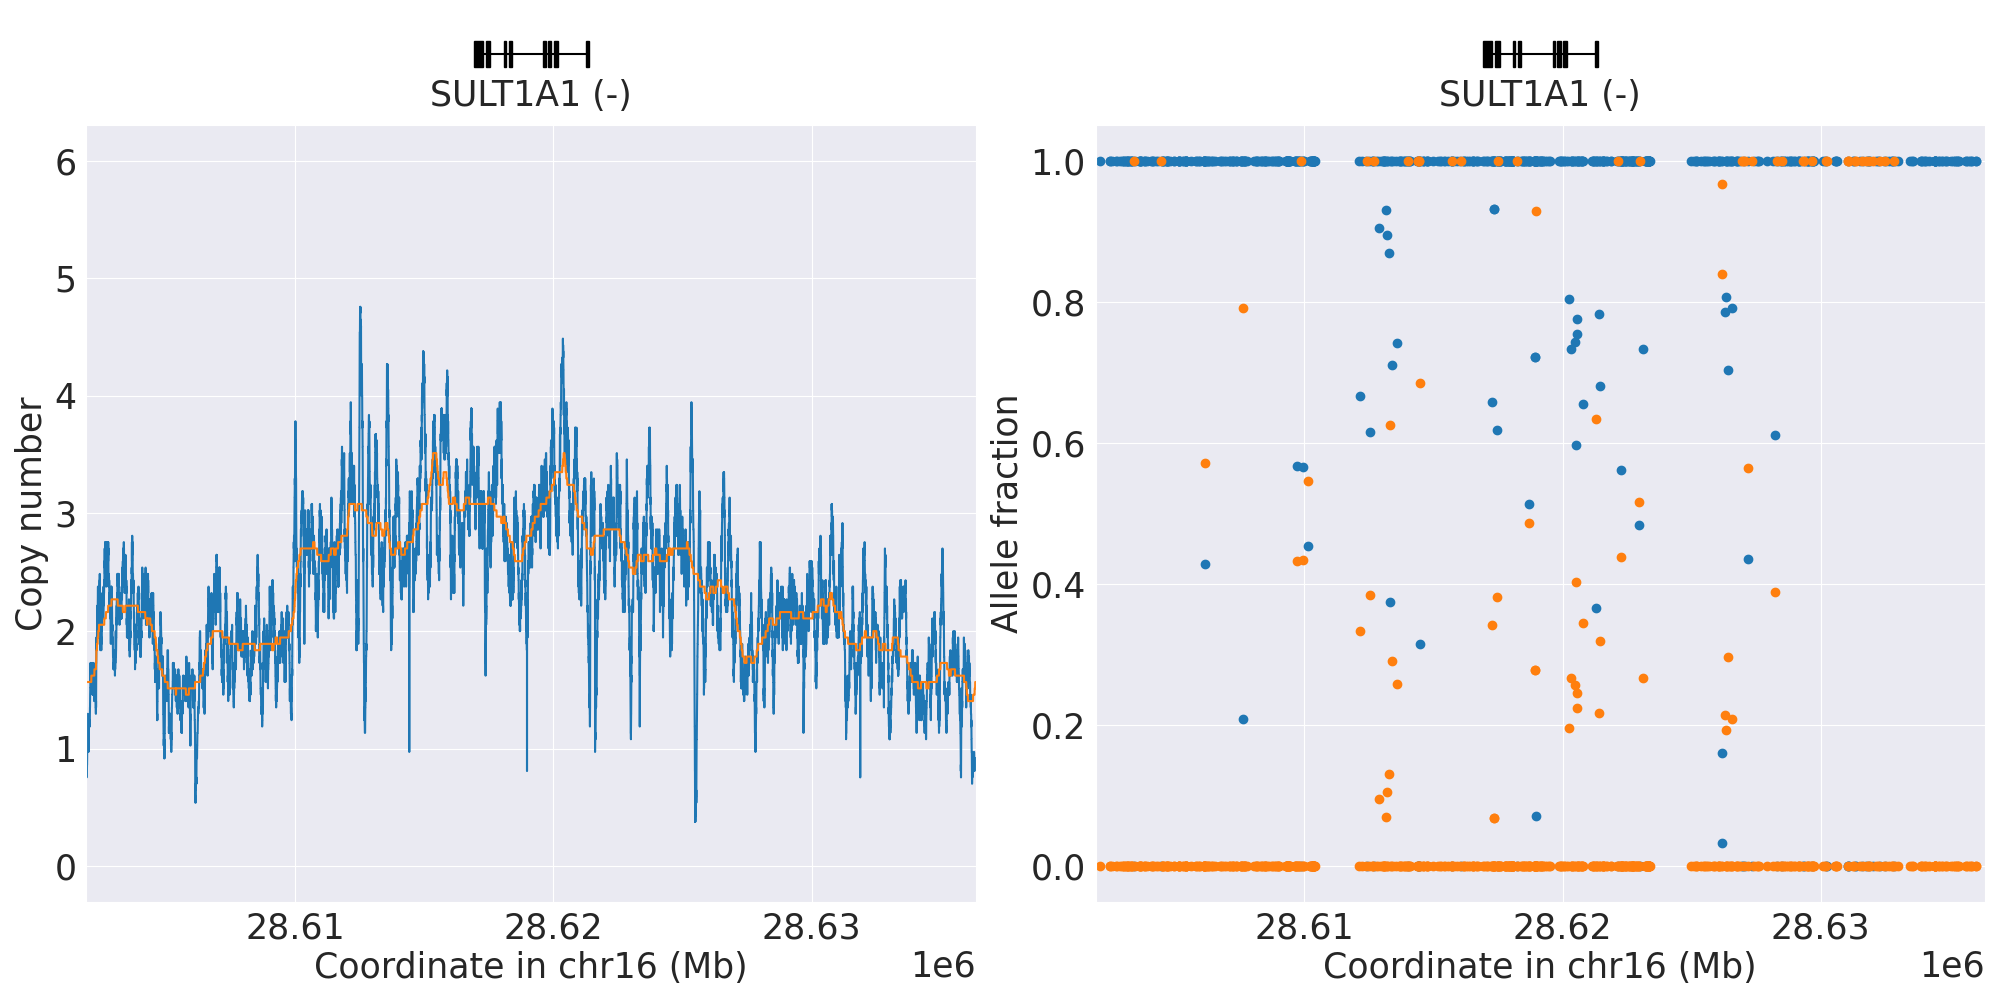 SULT1A1 (-)
6
5
4
3
2
1
0
Copy number
28.61
28.62
28.63
Coordinate in chr16 (Mb)
1e6
SULT1A1 (-)
1.0
0.8
0.6
0.4
0.2
0.0
Allele fraction
28.61
28.62
28.63
Coordinate in chr16 (Mb)
1e6